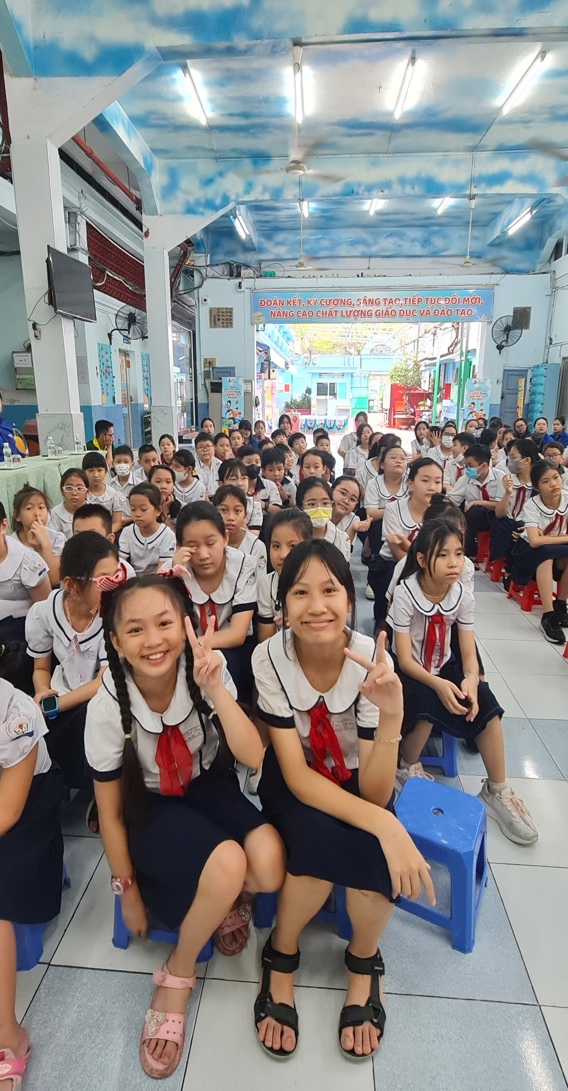 ĐOÀN KẾT, KỶ CƯƠNG, SÁNG TẠO, TIẾP TỤC ĐỔI MỚI,
NÂNG CAO CHẤT LƯỢNG GIÁO DỤC VÀ ĐÀO TẠO